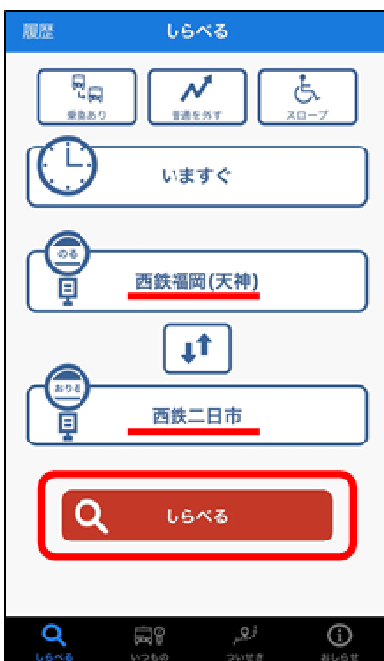 履歴
しらべる
乗急あり
普通を外す
スロープ
いますぐ
のる
西鉄福岡(天神)
おりる
西鉄二日市
しらべる
しらべる
いつもの
ついせき
おしらせ